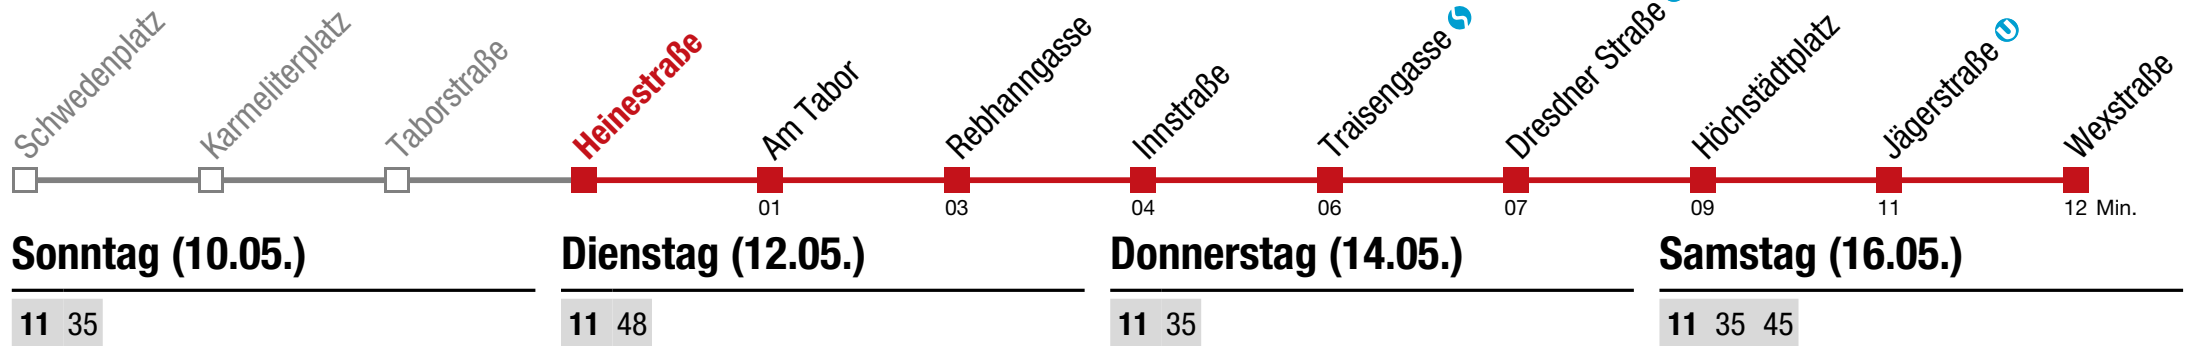 Schwedenplatz
Karmeliterplatz
Taborstraße
Heinestraße
Am Tabor
Rebhanngasse
Innstraße
Traisengasse
Dresdner Straße
Höchstädtplatz
Jägerstraße U
Wexstraße
01 03 04 06 07 09 11 12 Min.
Sonntag (10.05.) Dienstag (12.05.) Donnerstag (14.05.) Samstag (16.05.)
11 35 11 48 11 35 11 35 45